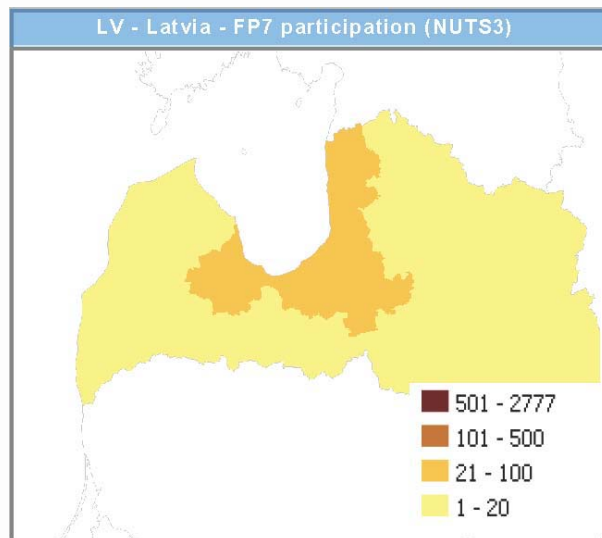 LV - Latvia - FP7 participation (NUTS3)
501 - 2777
101 - 500
21 - 100
1 - 20